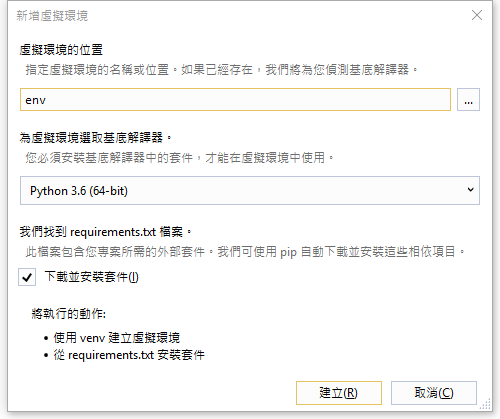 新增虛擬環境
虛擬環境的位置
指定虛擬環境的名稱或位置。如果已經存在，我們將為您偵測基底解譯器。
env
...
為虛擬環境選取基底解譯器。
您必須安裝基底解譯器中的套件，才能在虛擬環境中使用。
Python 3.6 (64-bit)
我們找到 requirements.txt 檔案。
此檔案包含您專案所需的外部套件。我們可使用 pip 自動下載並安裝這些相依項目。
下載並安裝套件(I)
將執行的動作:
• 使用 venv 建立虛擬環境
• 從 requirements.txt 安裝套件
建立(R) 取消(C)